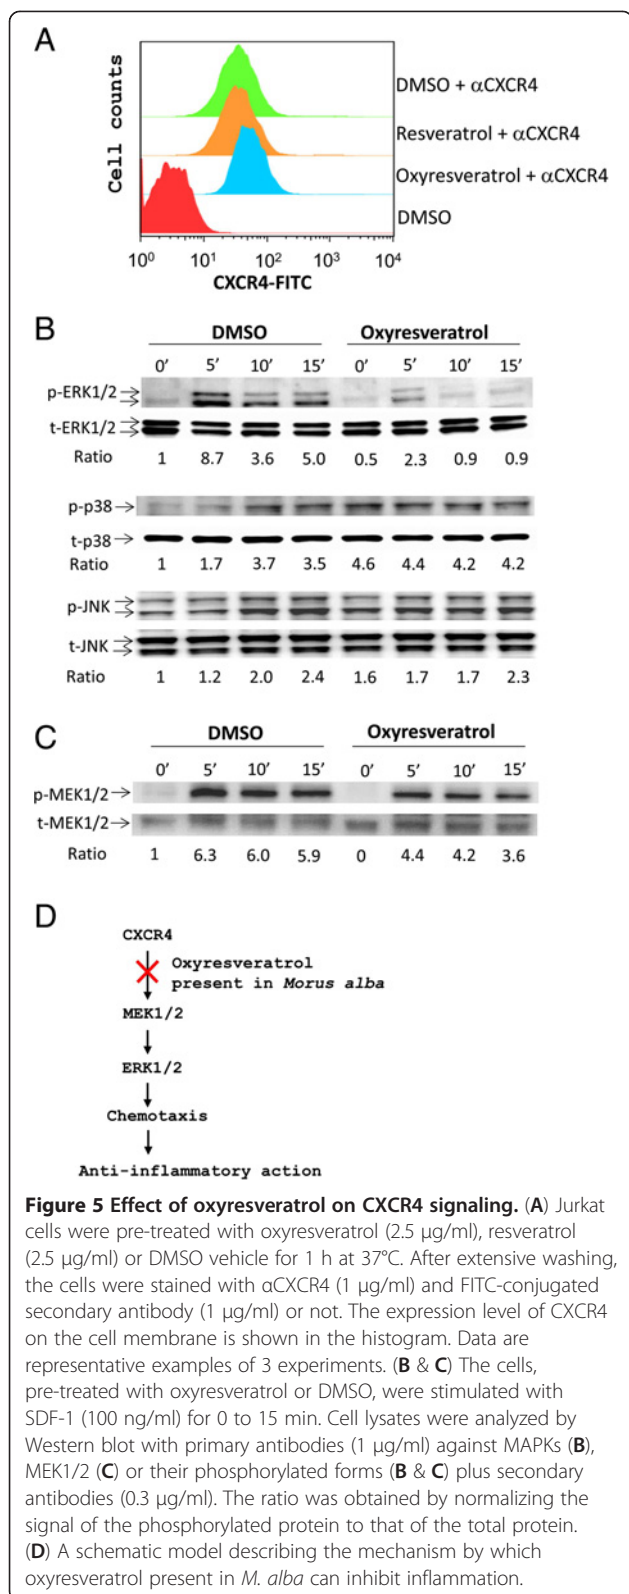 A
Cell counts
DMSO + αCXCR4
Resveratrol + αCXCR4
Oxyresveratrol + αCXCR4
DMSO
10⁰ 10¹ 10² 10³ 10⁴
CXCR4-FITC
B
DMSO Oxyresveratrol
0’ 5’ 10’ 15’ 0’ 5’ 10’ 15’
p-ERK1/2
t-ERK1/2
Ratio 1 8.7 3.6 5.0 0.5 2.3 0.9 0.9
p-p38
t-p38
Ratio 1 1.7 3.7 3.5 4.6 4.4 4.2 4.2
p-JNK
t-JNK
Ratio 1 1.2 2.0 2.4 1.6 1.7 1.7 2.3
C
DMSO Oxyresveratrol
0’ 5’ 10’ 15’ 0’ 5’ 10’ 15’
p-MEK1/2
t-MEK1/2
Ratio 1 6.3 6.0 5.9 0 4.4 4.2 3.6
D
CXCR4
Oxyresveratrol
present in Morus alba
MEK1/2
ERK1/2
Chemotaxis
Anti-inflammatory action
Figure 5 Effect of oxyresveratrol on CXCR4 signaling. (A) Jurkat
cells were pre-treated with oxyresveratrol (2.5 μg/ml), resveratrol
(2.5 μg/ml) or DMSO vehicle for 1 h at 37°C. After extensive washing,
the cells were stained with αCXCR4 (1 μg/ml) and FITC-conjugated
secondary antibody (1 μg/ml) or not. The expression level of CXCR4
on the cell membrane is shown in the histogram. Data are
representative examples of 3 experiments. (B & C) The cells,
pre-treated with oxyresveratrol or DMSO, were stimulated with
SDF-1 (100 ng/ml) for 0 to 15 min. Cell lysates were analyzed by
Western blot with primary antibodies (1 μg/ml) against MAPKs (B),
MEK1/2 (C) or their phosphorylated forms (B & C) plus secondary
antibodies (0.3 μg/ml). The ratio was obtained by normalizing the
signal of the phosphorylated protein to that of the total protein.
(D) A schematic model describing the mechanism by which
oxyresveratrol present in M. alba can inhibit inflammation.